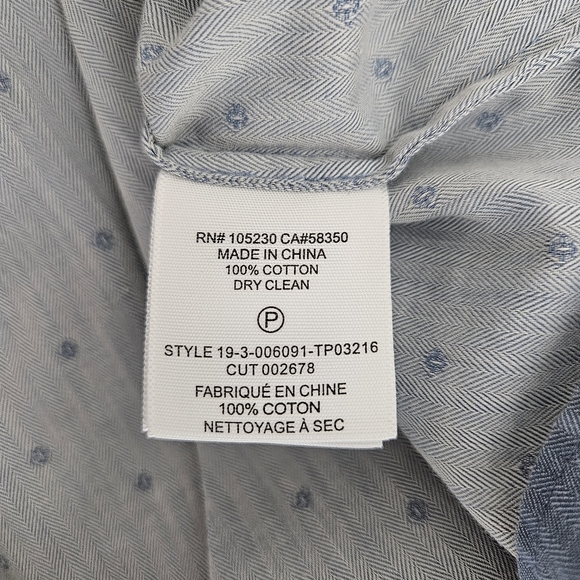 RN# 105230 CA#58350
MADE IN CHINA
100% COTTON
DRY CLEAN
P
STYLE 19-3-006091-TP03216
CUT 002678
FABRIQUÉ EN CHINE
100% COTON
NETTOYAGE À SEC